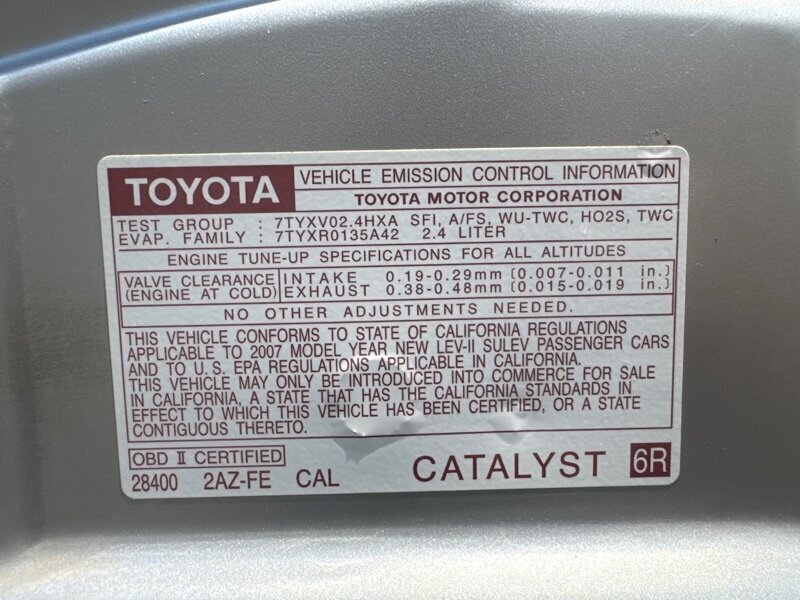 TOYOTA VEHICLE EMISSION CONTROL INFORMATION
TOYOTA MOTOR CORPORATION
TEST GROUP : 7TYXV02.4HXA SFI, A/FS, WU-TWC, HO2S, TWC
EVAP. FAMILY : 7TYXR0135A42 2.4 LITER
ENGINE TUNE-UP SPECIFICATIONS FOR ALL ALTITUDES
VALVE CLEARANCE INTAKE 0.19-0.29mm (0.007-0.011 in.)
(ENGINE AT COLD) EXHAUST 0.38-0.48mm (0.015-0.019 in.)
NO OTHER ADJUSTMENTS NEEDED.
THIS VEHICLE CONFORMS TO STATE OF CALIFORNIA REGULATIONS
APPLICABLE TO 2007 MODEL YEAR NEW LEV-II SULEV PASSENGER CARS
AND TO U.S. EPA REGULATIONS APPLICABLE IN CALIFORNIA.
THIS VEHICLE MAY ONLY BE INTRODUCED INTO COMMERCE FOR SALE
IN CALIFORNIA, A STATE THAT HAS THE CALIFORNIA STANDARDS IN
EFFECT TO WHICH THIS VEHICLE HAS BEEN CERTIFIED, OR A STATE
CONTIGUOUS THERETO.
OBD II CERTIFIED
28400 2AZ-FE CAL CATALYST 6R